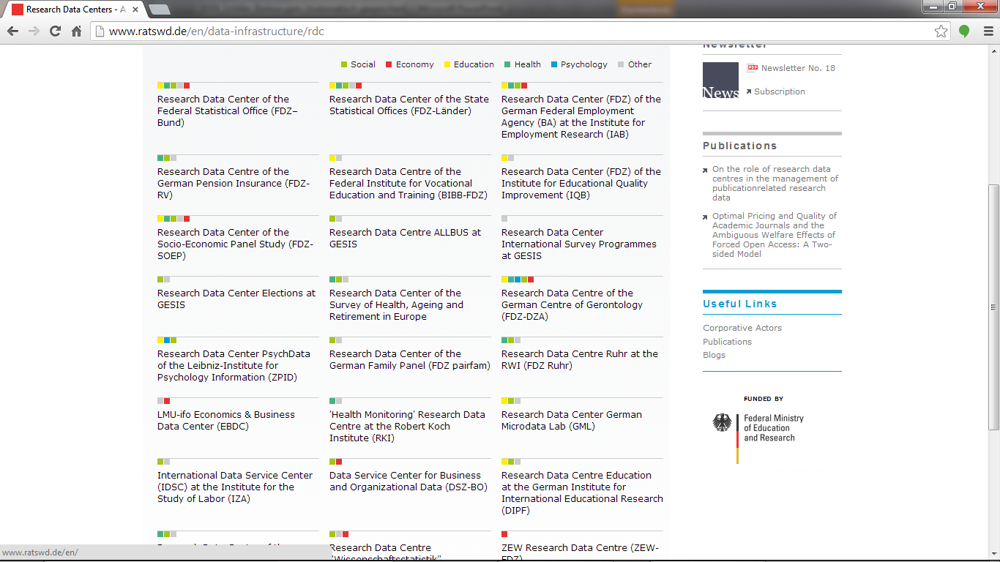 Research Data Centers - A
www.ratswd.de/en/data-infrastructure/rdc
Social Economy Education Health Psychology Other
Research Data Center of the
Federal Statistical Office (FDZ–
Bund)
Research Data Center of the State
Statistical Offices (FDZ-Länder)
Research Data Center (FDZ) of the
German Federal Employment
Agency (BA) at the Institute for
Employment Research (IAB)
Research Data Centre of the
German Pension Insurance (FDZ-
RV)
Research Data Centre of the
Federal Institute for Vocational
Education and Training (BIBB-FDZ)
Research Data Center (FDZ) of the
Institute for Educational Quality
Improvement (IQB)
Research Data Center of the
Socio-Economic Panel Study (FDZ-
SOEP)
Research Data Centre ALLBUS at
GESIS
Research Data Center
International Survey Programmes
at GESIS
Research Data Center Elections at
GESIS
Research Data Center of the
Survey of Health, Ageing and
Retirement in Europe
Research Data Centre of the
German Centre of Gerontology
(FDZ-DZA)
Research Data Center PsychData
of the Leibniz-Institute for
Psychology Information (ZPID)
Research Data Center of the
German Family Panel (FDZ pairfam)
Research Data Centre Ruhr at the
RWI (FDZ Ruhr)
LMU-ifo Economics & Business
Data Center (EBDC)
'Health Monitoring' Research Data
Centre at the Robert Koch
Institute (RKI)
Research Data Center German
Microdata Lab (GML)
International Data Service Center
(IDSC) at the Institute for the
Study of Labor (IZA)
Data Service Center for Business
and Organizational Data (DSZ-BO)
Research Data Centre Education
at the German Institute for
International Educational Research
(DIPF)
Research Data Centre
"Wissenschaftsstatistik"
ZEW Research Data Centre (ZEW-
FDZ)
Newsletter
News
Newsletter No. 18
Subscription
Publications
On the role of research data
centres in the management of
publicationrelated research
data
Optimal Pricing and Quality of
Academic Journals and the
Ambiguous Welfare Effects of
Forced Open Access: A Two-
sided Model
Useful Links
Corporative Actors
Publications
Blogs
FUNDED BY
Federal Ministry
of Education
and Research
www.ratswd.de/en/